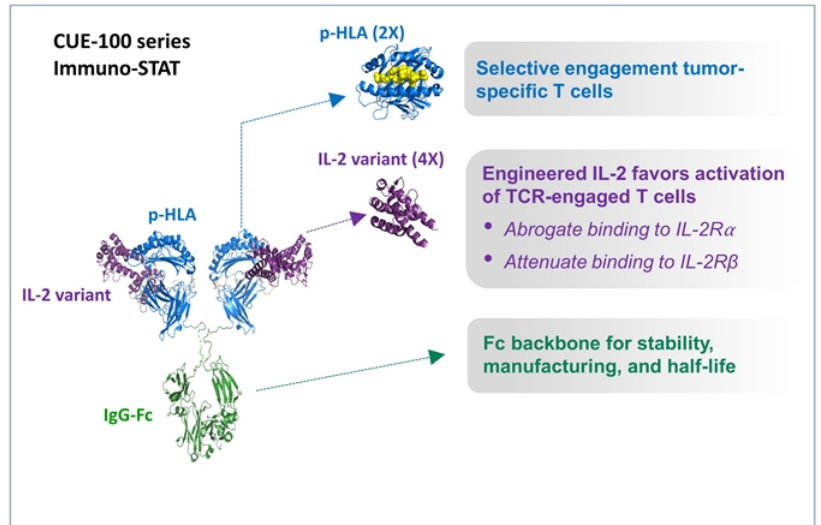 CUE-100 series
Immuno-STAT
p-HLA (2X)
Selective engagement tumor-
specific T cells
IL-2 variant (4X)
Engineered IL-2 favors activation
of TCR-engaged T cells
• Abrogate binding to IL-2Rα
• Attenuate binding to IL-2Rβ
p-HLA
IL-2 variant
Fc backbone for stability,
manufacturing, and half-life
IgG-Fc